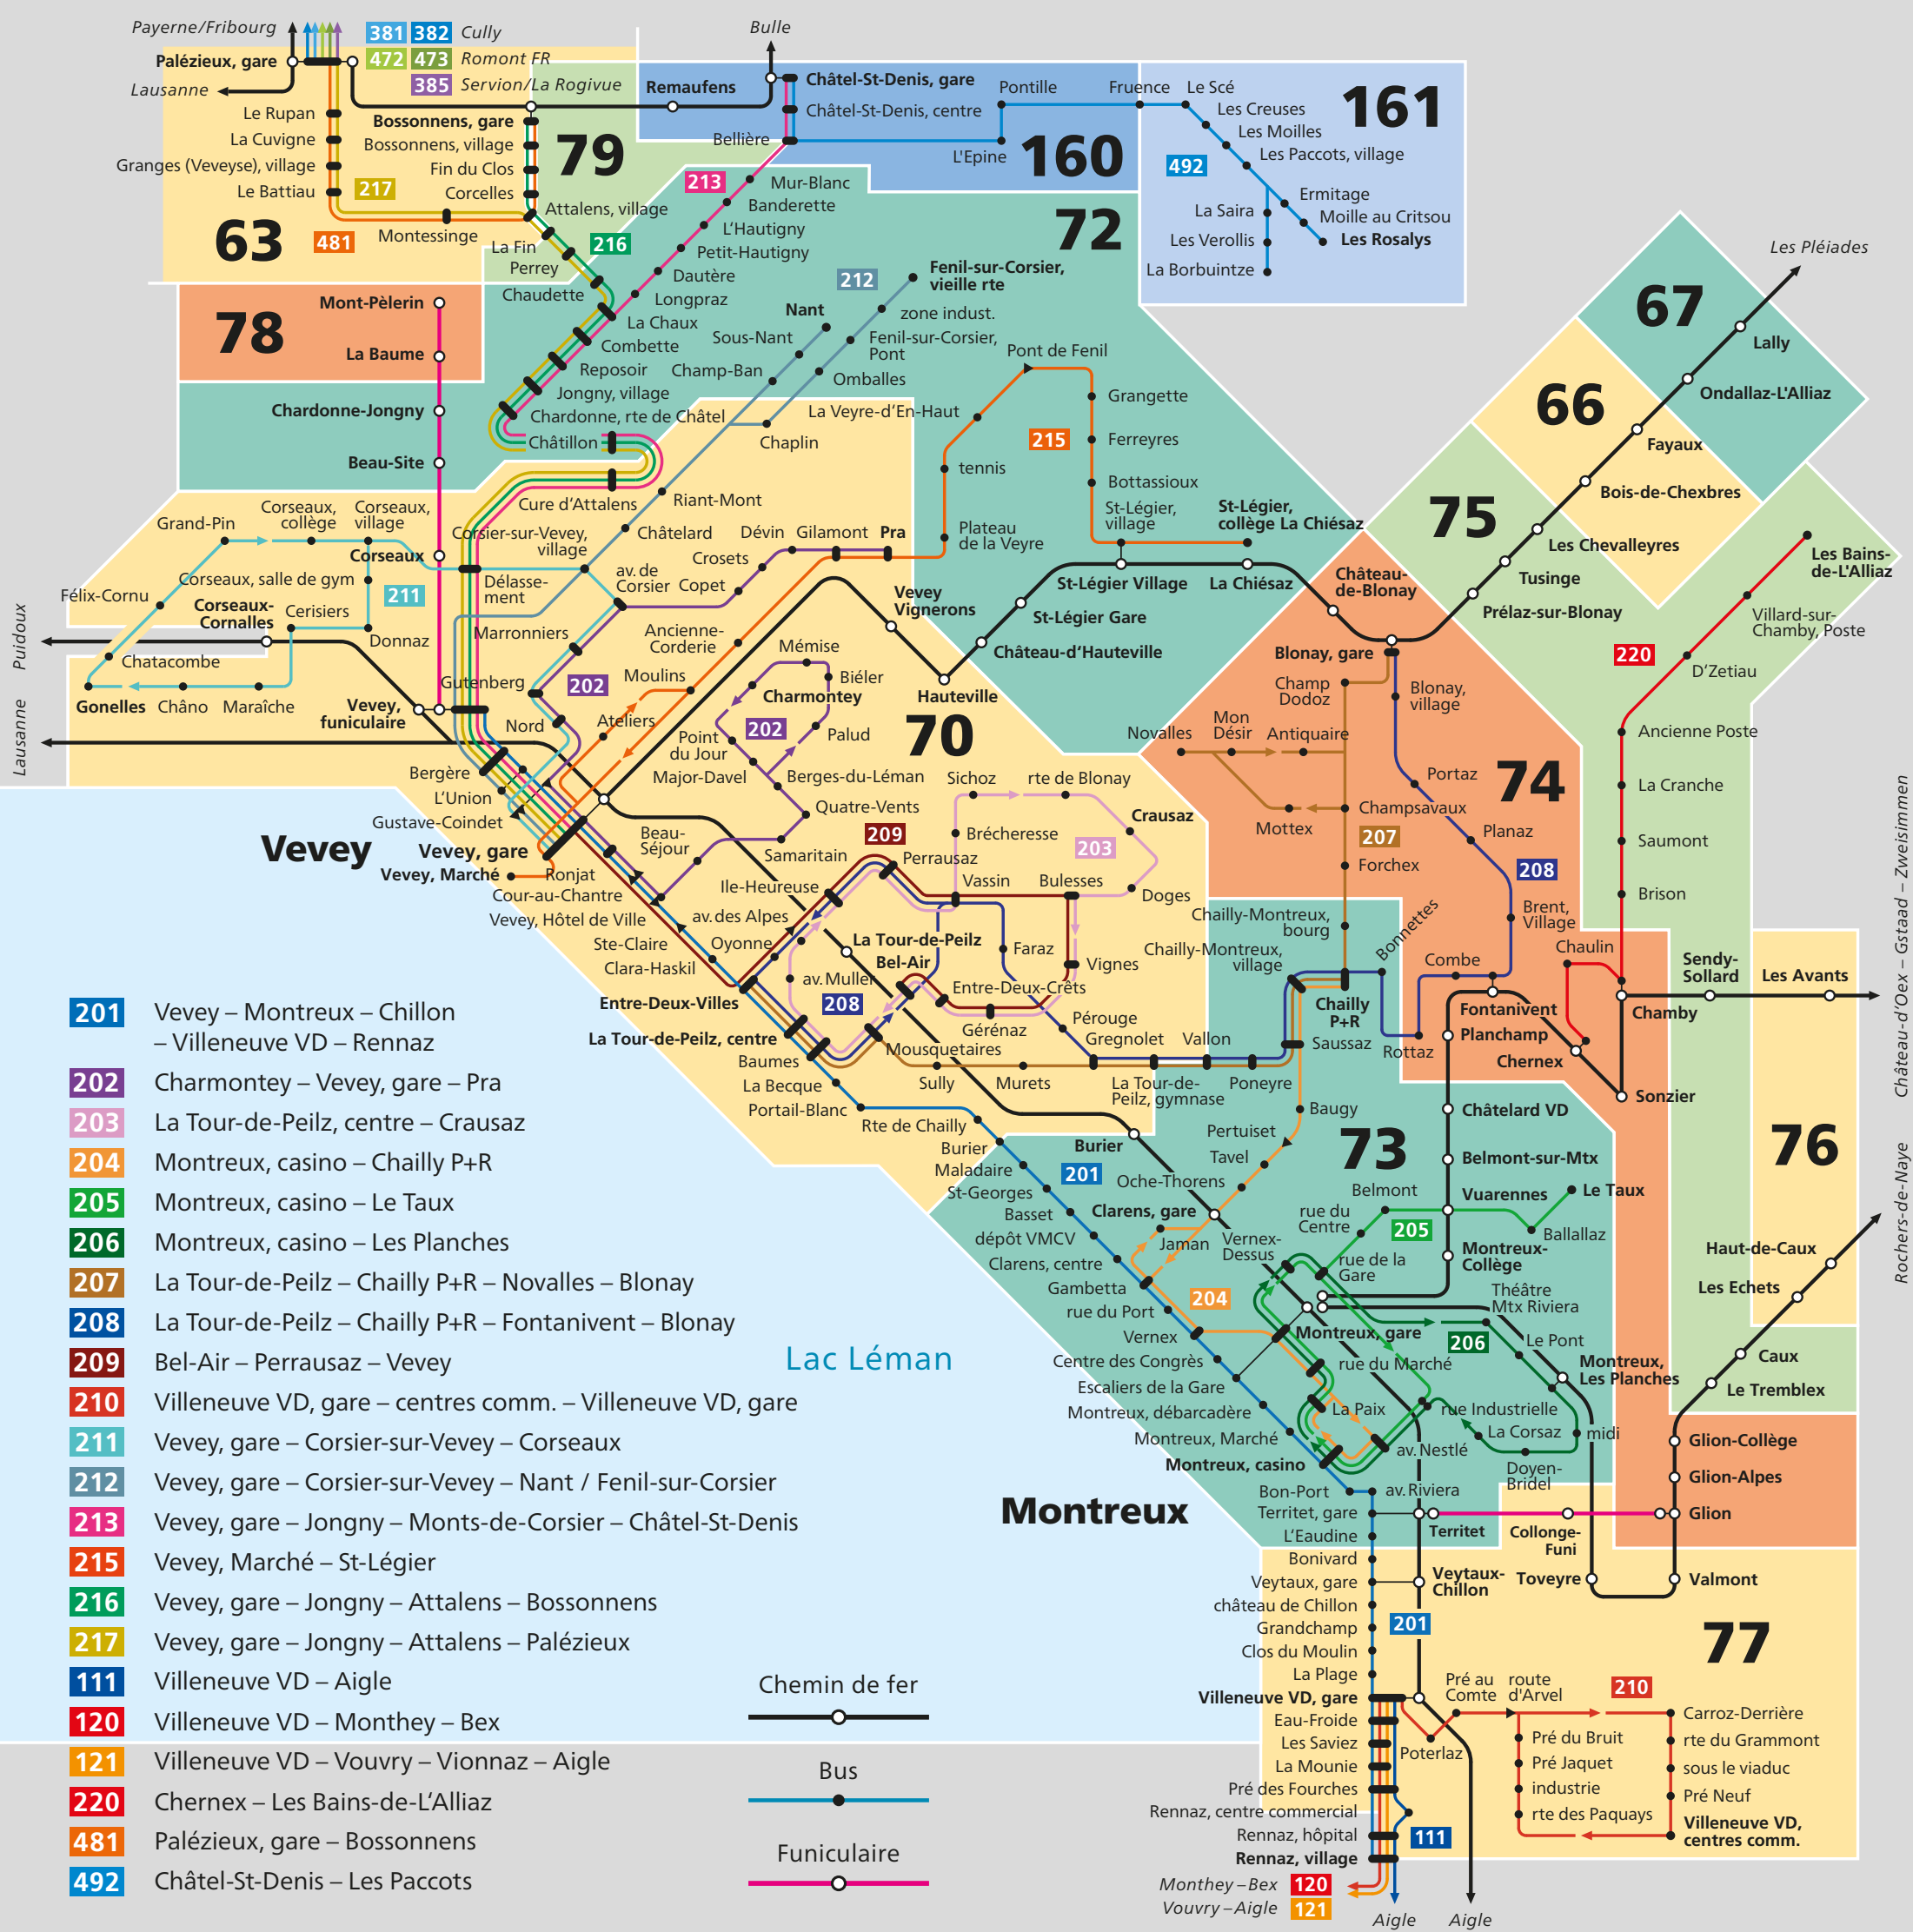 Payerne/Fribourg
381 382 Cully
472 473 Romont FR
385 Servion/La Rogivue
Palézieux, gare
Lausanne
Le Rupan
La Cuvigne
Granges (Veveyse), village
Le Battiau
217
63
481
Montessinge
Bossonnens, gare
Bossonnens, village
Fin du Clos
Corcelles
79
Attalens, village
La Fin
Perrey
216
Chaudette
Bulle
Remaufens
Châtel-St-Denis, gare
Châtel-St-Denis, centre
Bellière
Pontille
L'Epine
160
Fruence
Le Scé
Les Creuses
Les Moilles
Les Paccots, village
161
492
Ermitage
Moille au Critsou
Les Rosalys
La Saira
Les Verollis
La Borbuintze
213
Mur-Blanc
Banderette
L'Hautigny
Petit-Hautigny
Dautère
Longpraz
La Chaux
Combette
Reposoir
Jongny, village
Chardonne, rte de Châtel
Châtillon
Cure d'Attalens
72
212
Fenil-sur-Corsier,
vieille rte
zone indust.
Fenil-sur-Corsier,
Pont
Omballes
Chaplin
Nant
Sous-Nant
Champ-Ban
Riant-Mont
Châtelard
Corsier-sur-Vevey,
village
78
Mont-Pèlerin
La Baume
Chardonne-Jongny
Beau-Site
Corseaux
Vevey,
funiculaire
Pont de Fenil
La Veyre-d'En-Haut
tennis
Plateau
de la Veyre
215
Grangette
Ferreyres
Bottassioux
St-Légier,
village
St-Légier,
collège La Chiésaz
St-Légier Village
La Chiésaz
St-Légier Gare
Château-d'Hauteville
Hauteville
Vevey
Vignerons
Château-
de-Blonay
Blonay, gare
Les Pléiades
67
Lally
Ondallaz-L'Alliaz
66
Fayaux
Bois-de-Chexbres
75
Les Chevalleyres
Tusinge
Prélaz-sur-Blonay
Les Bains-
de-L'Alliaz
Villard-sur-
Chamby, Poste
D'Zetiau
220
Ancienne Poste
La Cranche
Saumont
Brison
Grand-Pin
Corseaux,
collège
Corseaux,
village
Corseaux, salle de gym
211
Félix-Cornu
Corseaux-
Cornalles
Cerisiers
Donnaz
Chatacombe
Gonelles
Châno
Maraîche
Puidoux
Lausanne
Délasse-
ment
av. de
Corsier
Copet
Crosets
Dévin
Gilamont
Pra
Marronniers
Gutenberg
202
Nord
Ancienne-
Corderie
Moulins
Ateliers
Bergère
L'Union
Gustave-Coindet
Vevey
Vevey, gare
Vevey, Marché
Ronjat
Cour-au-Chantre
Vevey, Hôtel de Ville
Ste-Claire
Clara-Haskil
Entre-Deux-Villes
La Tour-de-Peilz, centre
Baumes
La Becque
Portail-Blanc
Mémise
Biéler
Charmontey
202
Palud
Point
du Jour
Major-Davel
Berges-du-Léman
Quatre-Vents
Samaritain
Beau-
Séjour
70
Sichoz
rte de Blonay
Crausaz
Brécheresse
203
Doges
209
Perrausaz
Vassin
Bulesses
Ile-Heureuse
av. des Alpes
Oyonne
La Tour-de-Peilz
Bel-Air
av. Muller
208
Faraz
Vignes
Entre-Deux-Crêts
Gérénaz
Pérouge
Mousquetaires
Sully
Murets
Gregnolet
La Tour-de-
Peilz, gymnase
Vallon
Poneyre
Saussaz
Champ
Dodoz
Novalles
Mon
Désir
Antiquaire
Mottex
Champsavaux
207
Forchex
Chailly-Montreux,
bourg
Chailly-Montreux,
village
Chailly
P+R
Bonnettes
Rottaz
Combe
Blonay,
village
Portaz
Planaz
208
Brent,
Village
74
Fontanivent
Planchamp
Chernex
Chaulin
Sonzier
Chamby
Sendy-
Sollard
Les Avants
Château-d'Oex – Gstaad – Zweisimmen
76
Rochers-de-Naye
Haut-de-Caux
Les Echets
Caux
Le Tremblex
Glion-Collège
Glion-Alpes
Glion
Valmont
Toveyre
Collonge-
Funi
Territet
Châtelard VD
Belmont-sur-Mtx
Vuarennes
Le Taux
Ballallaz
Belmont
rue du
Centre
205
Montreux-
Collège
73
Baugy
Pertuiset
Tavel
Oche-Thorens
Clarens, gare
Jaman
Vernex-
Dessus
rue de la
Gare
Rte de Chailly
Burier
Burier
201
Maladaire
St-Georges
Basset
dépôt VMCV
Clarens, centre
Gambetta
rue du Port
Vernex
Centre des Congrès
Escaliers de la Gare
Montreux, débarcadère
Montreux, Marché
Montreux, casino
204
Montreux, gare
rue du Marché
La Paix
av. Nestlé
Théâtre
Mtx Riviera
206
Le Pont
Montreux,
Les Planches
rue Industrielle
La Corsaz
midi
Doyen-
Bridel
Montreux
Bon-Port
av. Riviera
Territet, gare
L'Eaudine
Bonivard
Veytaux, gare
château de Chillon
Grandchamp
Clos du Moulin
La Plage
Villeneuve VD, gare
Eau-Froide
Les Saviez
La Mounie
Pré des Fourches
Rennaz, centre commercial
Rennaz, hôpital
Rennaz, village
Veytaux-
Chillon
201
77
Pré au
Comte
route
d'Arvel
210
Poterlaz
Pré du Bruit
Pré Jaquet
industrie
rte des Paquays
Carroz-Derrière
rte du Grammont
sous le viaduc
Pré Neuf
Villeneuve VD,
centres comm.
111
Monthey – Bex 120
Vouvry – Aigle 121
Aigle
Aigle
Lac Léman
201 Vevey – Montreux – Chillon
– Villeneuve VD – Rennaz
202 Charmontey – Vevey, gare – Pra
203 La Tour-de-Peilz, centre – Crausaz
204 Montreux, casino – Chailly P+R
205 Montreux, casino – Le Taux
206 Montreux, casino – Les Planches
207 La Tour-de-Peilz – Chailly P+R – Novalles – Blonay
208 La Tour-de-Peilz – Chailly P+R – Fontanivent – Blonay
209 Bel-Air – Perrausaz – Vevey
210 Villeneuve VD, gare – centres comm. – Villeneuve VD, gare
211 Vevey, gare – Corsier-sur-Vevey – Corseaux
212 Vevey, gare – Corsier-sur-Vevey – Nant / Fenil-sur-Corsier
213 Vevey, gare – Jongny – Monts-de-Corsier – Châtel-St-Denis
215 Vevey, Marché – St-Légier
216 Vevey, gare – Jongny – Attalens – Bossonnens
217 Vevey, gare – Jongny – Attalens – Palézieux
111 Villeneuve VD – Aigle
120 Villeneuve VD – Monthey – Bex
121 Villeneuve VD – Vouvry – Vionnaz – Aigle
220 Chernex – Les Bains-de-L'Alliaz
481 Palézieux, gare – Bossonnens
492 Châtel-St-Denis – Les Paccots
Chemin de fer
Bus
Funiculaire